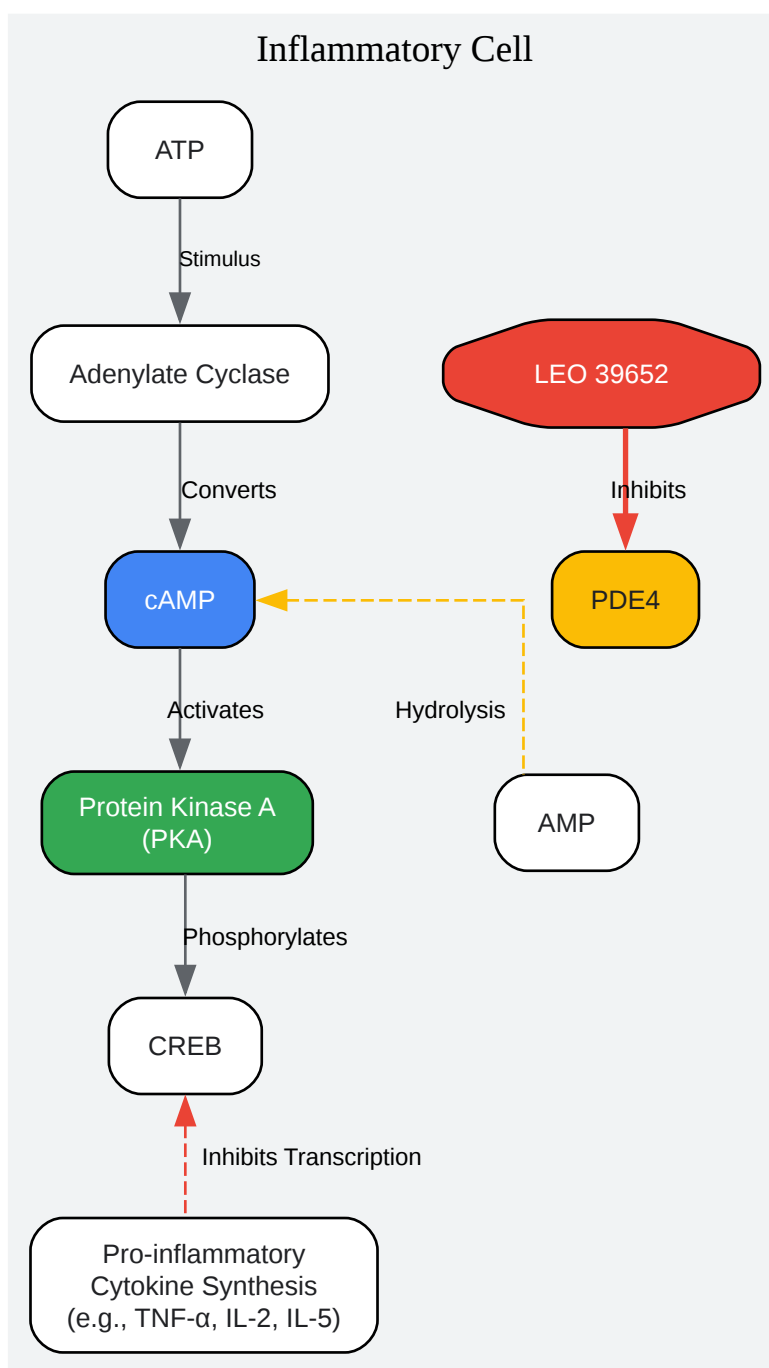 Inflammatory Cell
ATP
Stimulus
Adenylate Cyclase
LEO 39652
Converts
Inhibits
cAMP
PDE4
Activates
Hydrolysis
Protein Kinase A
(PKA)
AMP
Phosphorylates
CREB
Inhibits Transcription
Pro-inflammatory
Cytokine Synthesis
(e.g., TNF-α, IL-2, IL-5)